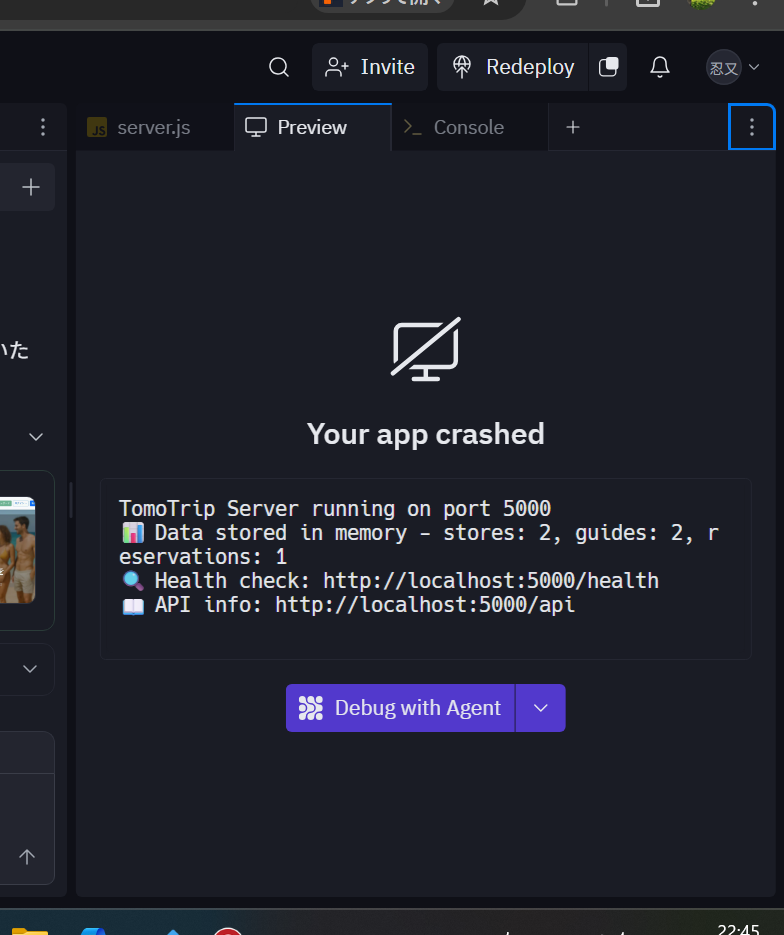 Invite
Redeploy
忍又
JS server.js
Preview
Console
いた
Your app crashed
TomoTrip Server running on port 5000
📊 Data stored in memory - stores: 2, guides: 2, r
eservations: 1
🔍 Health check: http://localhost:5000/health
📖 API info: http://localhost:5000/api
Debug with Agent
22:45